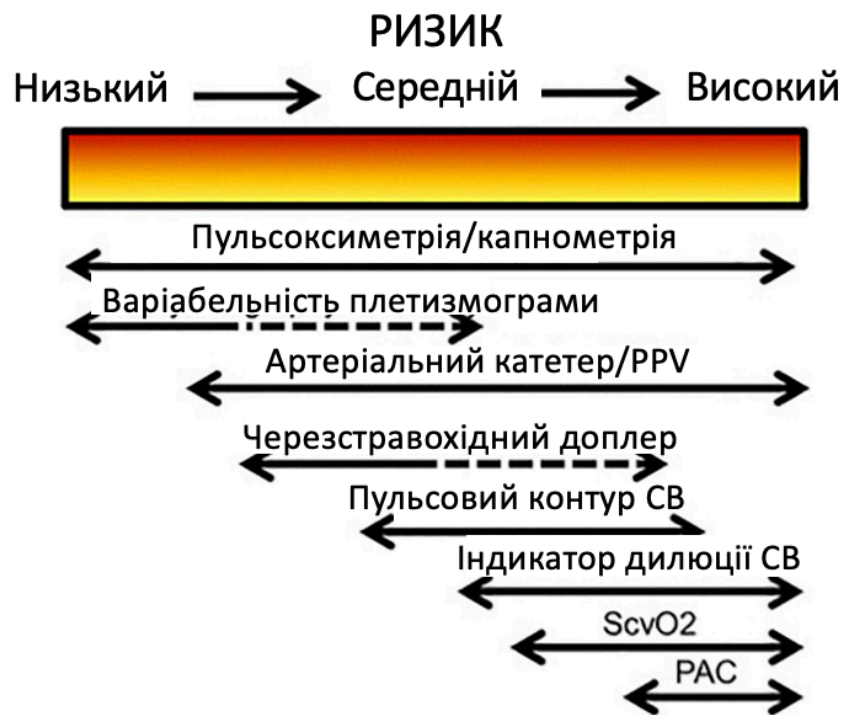 РИЗИК
Низький Середній Високий
Пульсоксиметрія/капнометрія
Варіабельність плетизмограми
Артеріальний катетер/PPV
Черезстравохідний доплер
Пульсовий контур СВ
Індикатор дилюції СВ
ScvO2
PAC